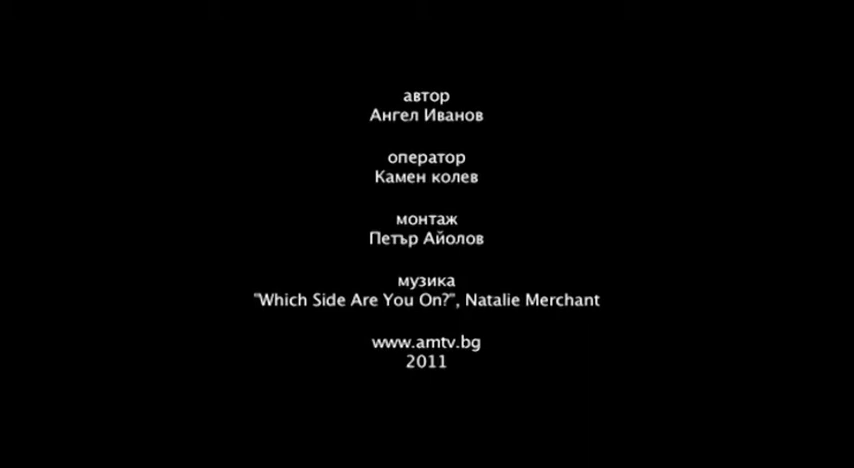 автор
Ангел Иванов
оператор
Камен колев
монтаж
Петър Айолов
музика
"Which Side Are You On?", Natalie Merchant
www.amtv.bg
2011